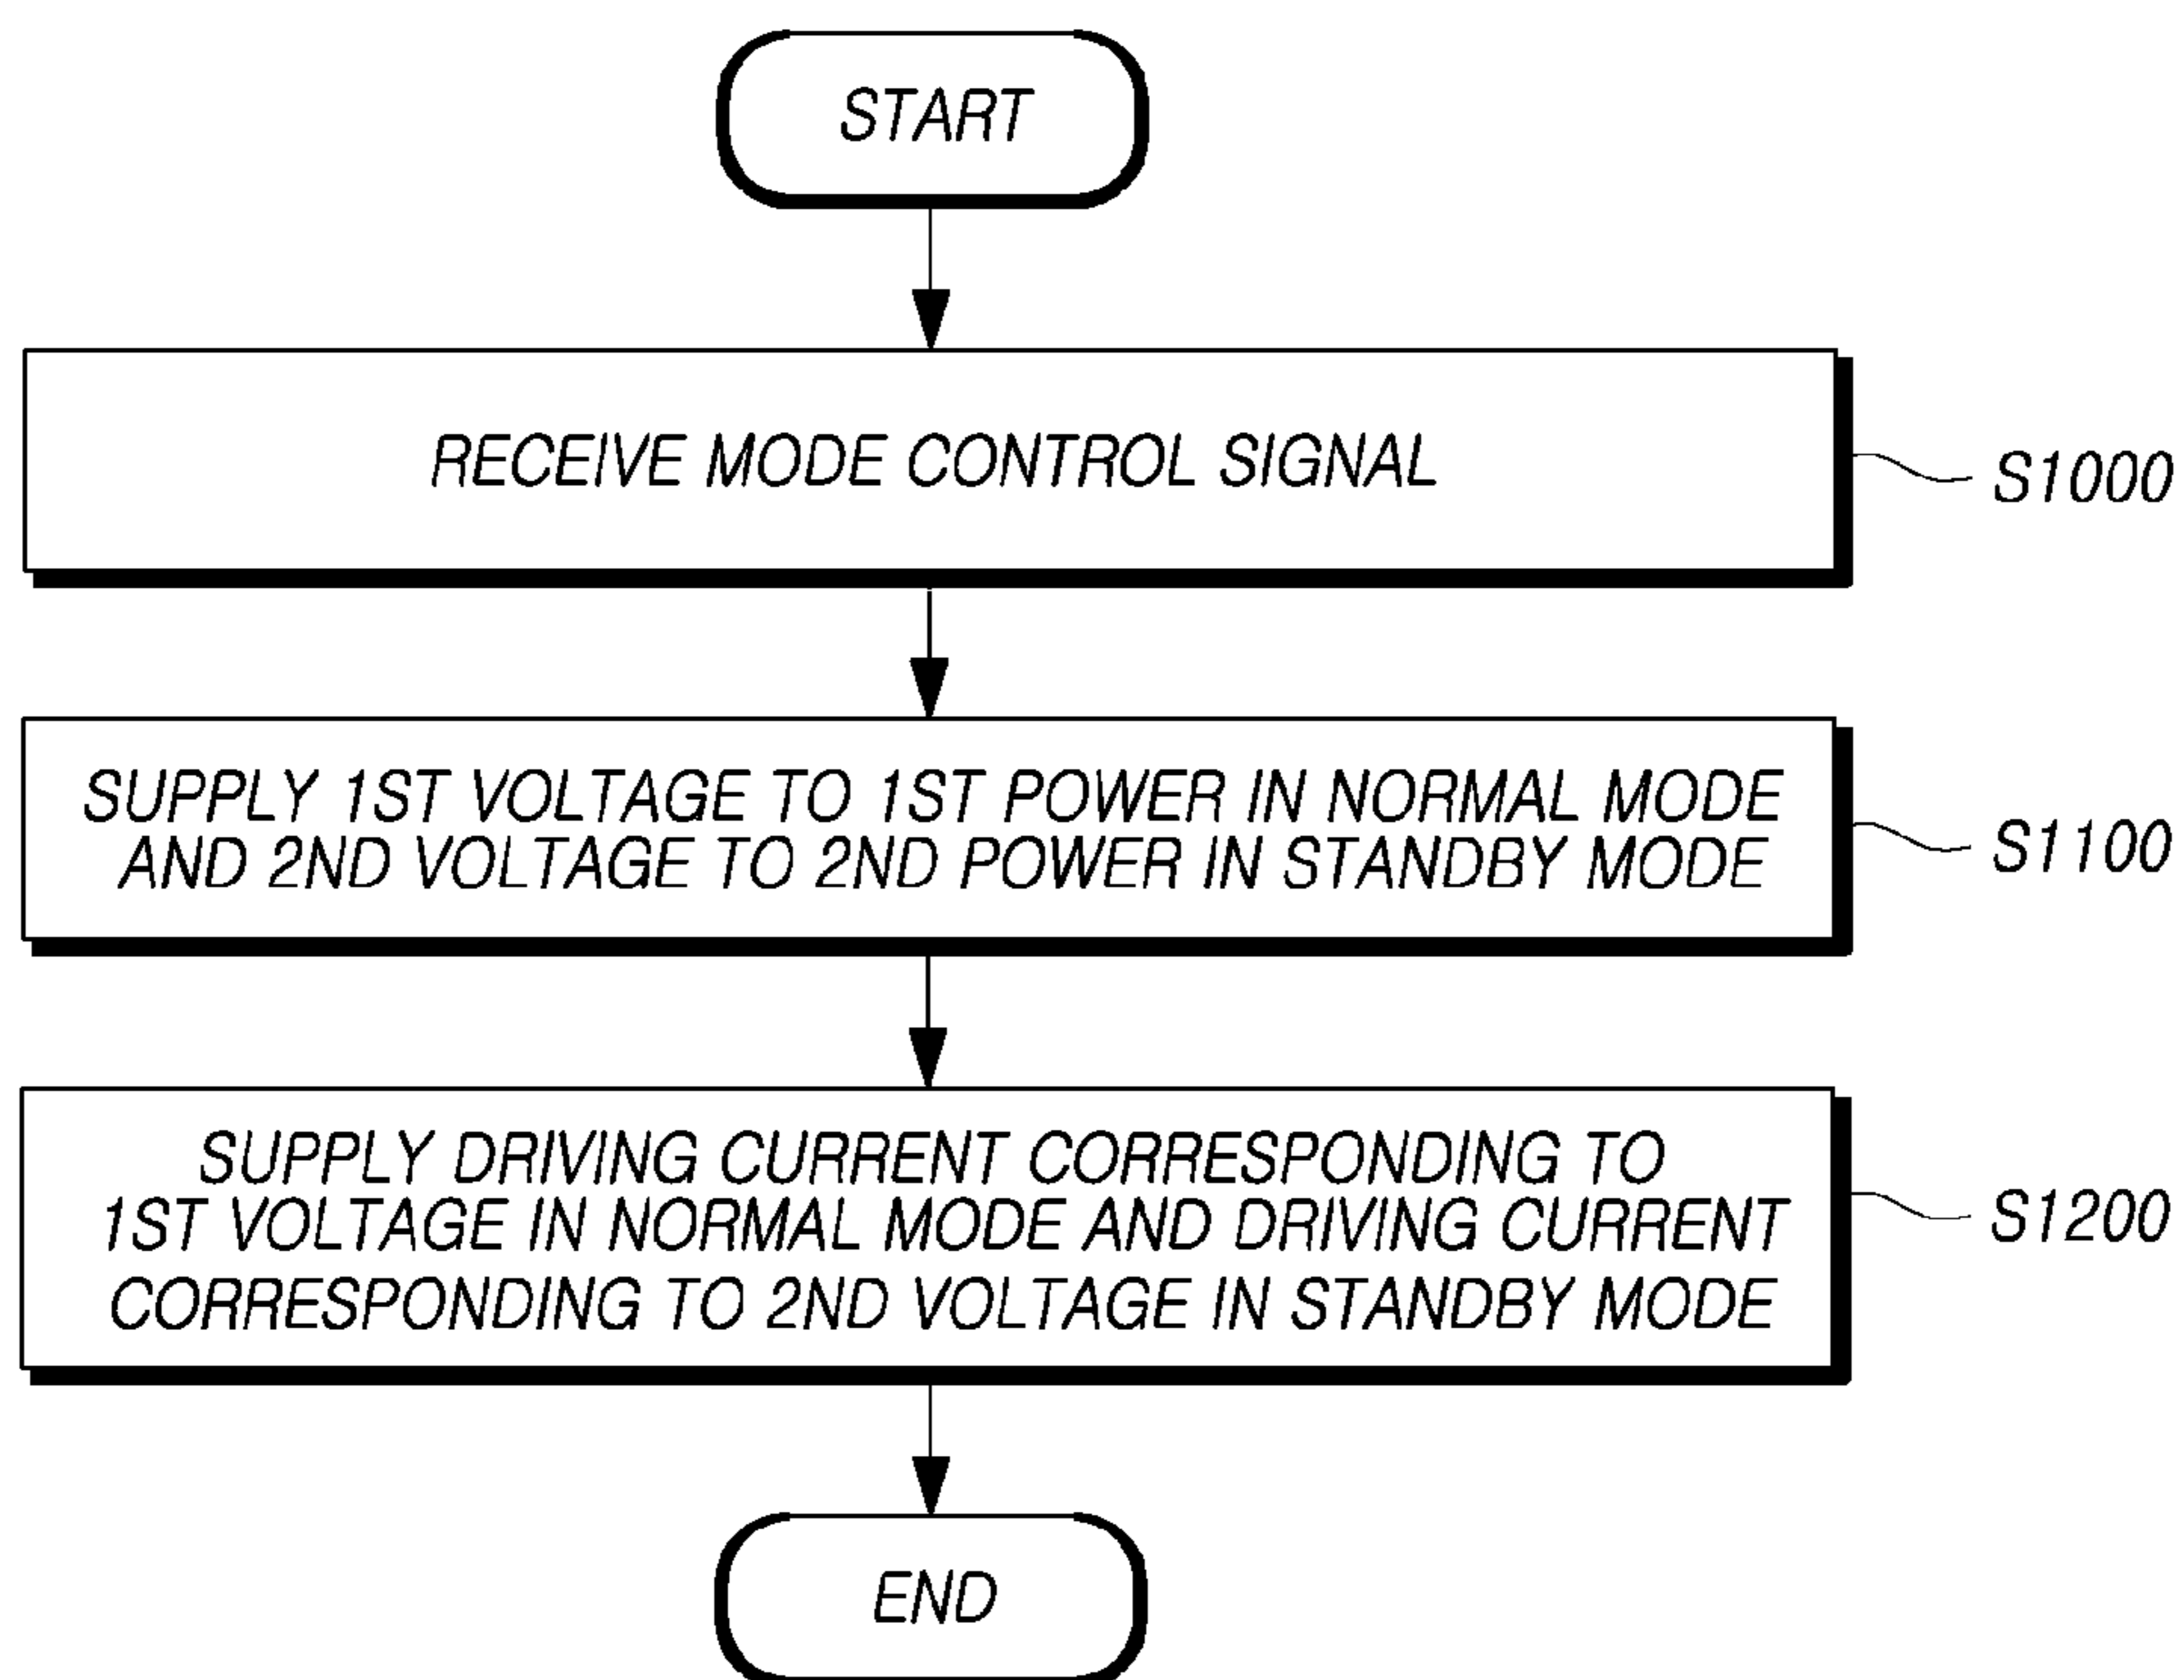 START
RECEIVE MODE CONTROL SIGNAL
S1000
SUPPLY 1ST VOLTAGE TO 1ST POWER IN NORMAL MODE
AND 2ND VOLTAGE TO 2ND POWER IN STANDBY MODE
S1100
SUPPLY DRIVING CURRENT CORRESPONDING TO
1ST VOLTAGE IN NORMAL MODE AND DRIVING CURRENT
CORRESPONDING TO 2ND VOLTAGE IN STANDBY MODE
S1200
END